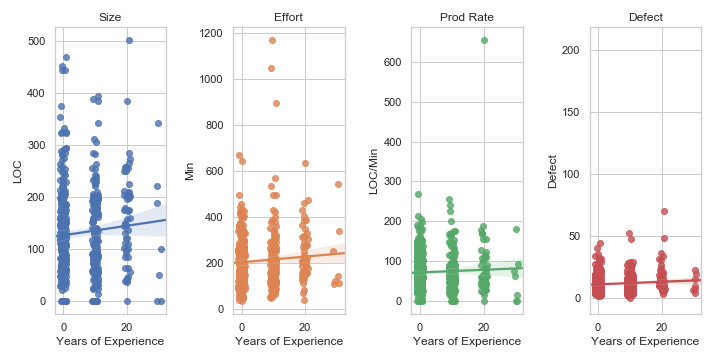 Size
Effort
Prod Rate
Defect
500
400
300
200
100
0
LOC
0
20
Years of Experience
1200
1000
800
600
400
200
0
Min
0
20
Years of Experience
600
500
400
300
200
100
0
LOC/Min
0
20
Years of Experience
200
150
100
50
0
Defect
0
20
Years of Experience